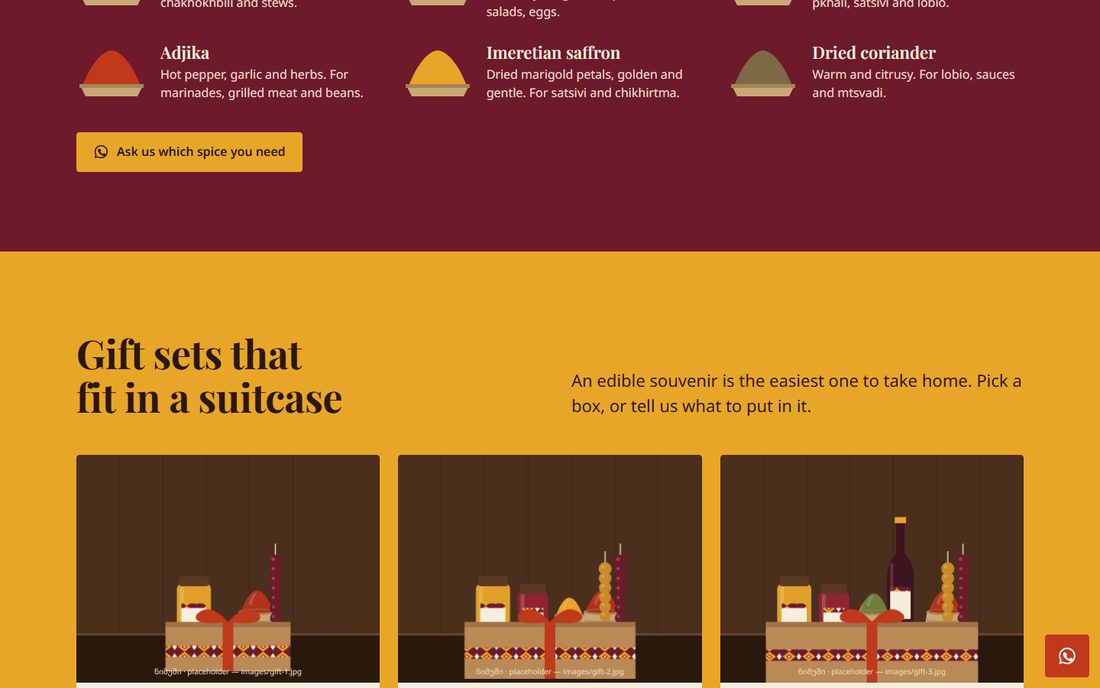 chakhokhbili and stews.
salads, eggs.
pkhali, satsivi and lobio.
Adjika
Hot pepper, garlic and herbs. For
marinades, grilled meat and beans.
Imeretian saffron
Dried marigold petals, golden and
gentle. For satsivi and chikhirtma.
Dried coriander
Warm and citrusy. For lobio, sauces
and mtsvadi.
Ask us which spice you need
Gift sets that
fit in a suitcase
An edible souvenir is the easiest one to take home. Pick a
box, or tell us what to put in it.
ნიმუში · placeholder — images/gift-1.jpg
ნიმუში · placeholder — images/gift-2.jpg
ნიმუში · placeholder — images/gift-3.jpg